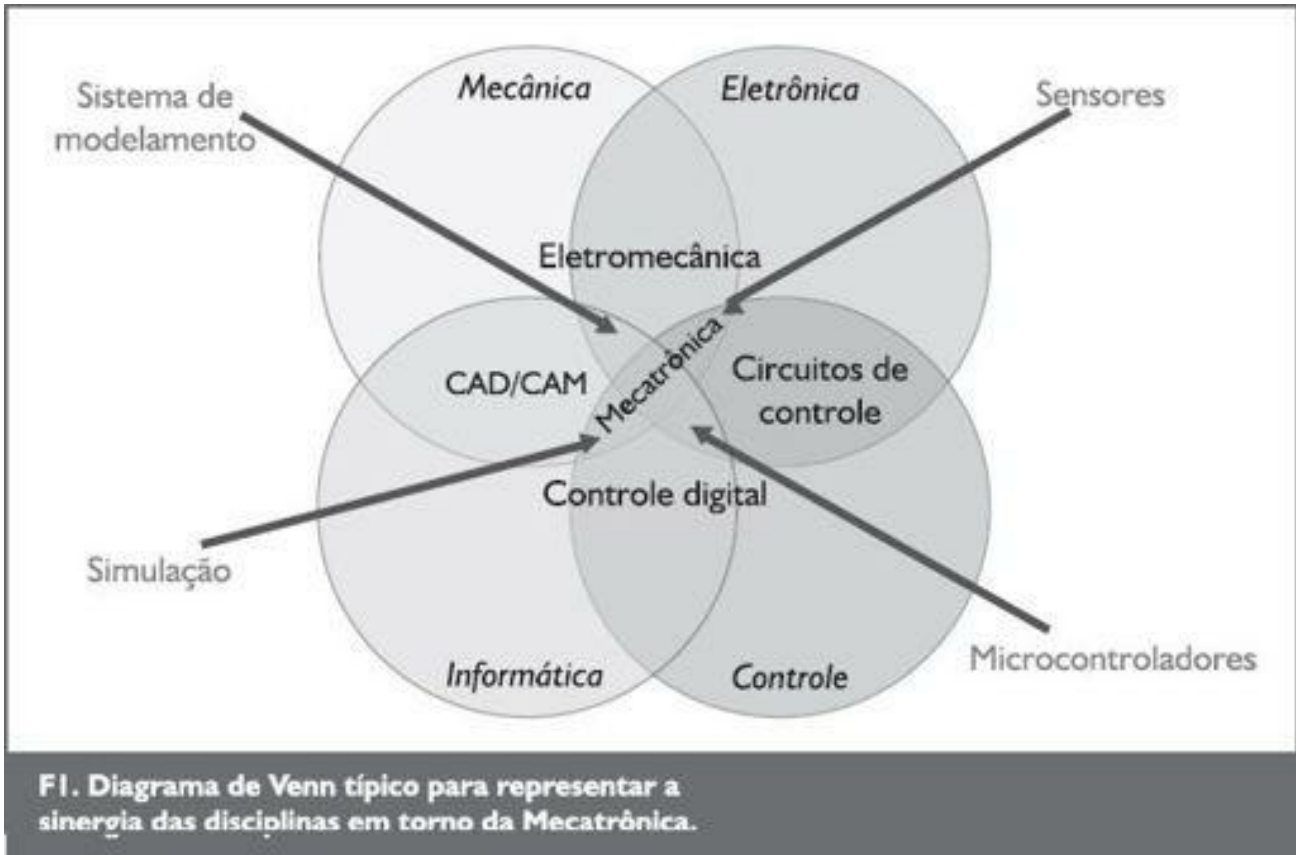 Mecânica
Eletrônica
Sistema de
modelamento
Sensores
Eletromecânica
Mecatrônica
CAD/CAM
Circuitos de
controle
Controle digital
Simulação
Informática
Controle
Microcontroladores
F1. Diagrama de Venn típico para representar a
sinergia das disciplinas em torno da Mecatrônica.